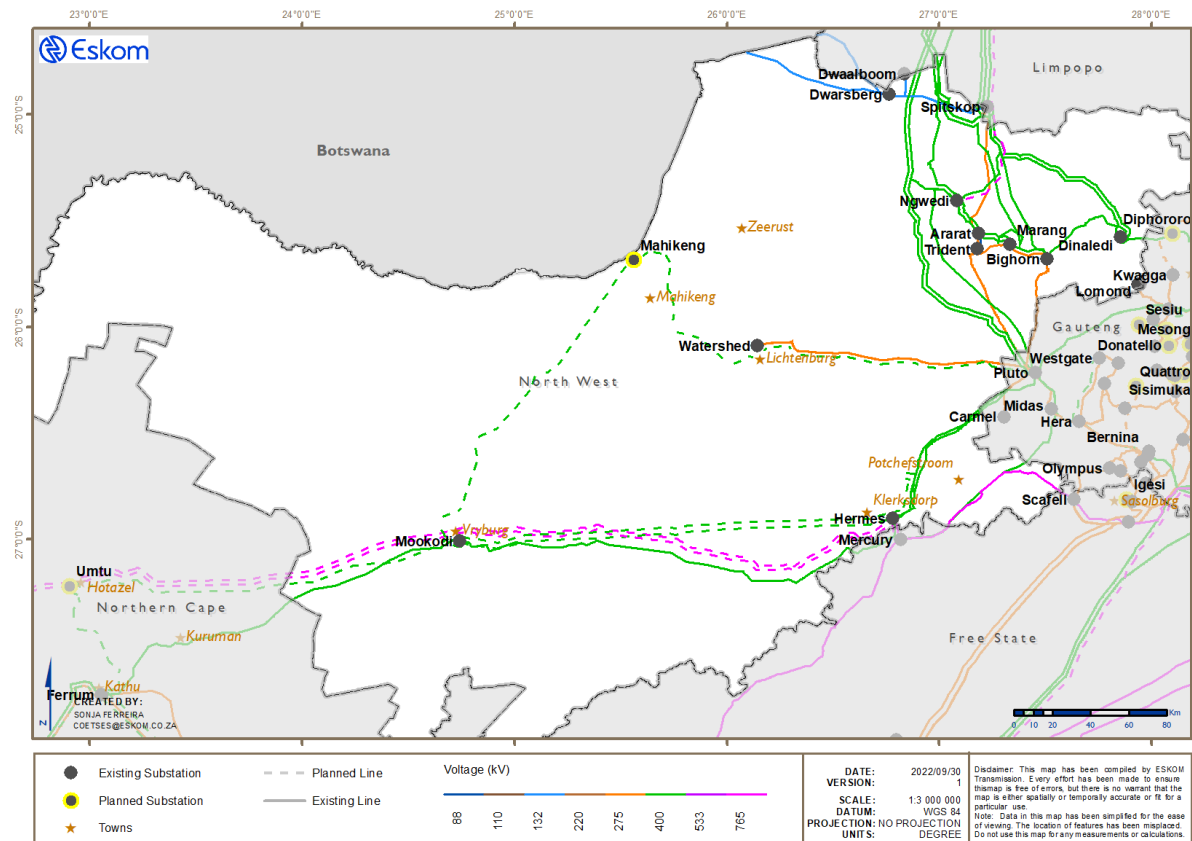 23°0'0"S
24°0'0"S
25°0'0"S
26°0'0"S
27°0'0"S
28°0'0"S
25°0'0"S
26°0'0"S
27°0'0"S
Eskom
Limpopo
Botswana
Dwaalboom
Dwarsberg
Spitskop
Ngwedi
Zeerust
Mahikeng
Ararat
Marang
Trident
Bighorn
Dinaledi
Diphororo
Kwagga
Lomond
Mahikeng
Sesiu
Gauteng
Mesong
Donatello
Watershed
Lichtenburg
Westgate
Pluto
Quattro
Sisimuka
North West
Midas
Carmel
Hera
Bernina
Potchefstroom
Olympus
Igesi
Klerksdorp
Scafell
Sasolburg
Hermes
Vryburg
Mookodi
Mercury
Umtu
Hotazel
Northern Cape
Kuruman
Free State
Kathu
Ferrum
N
CREATED BY:
SONJA FERREIRA
COETSES@ESKOM.CO.ZA
Km
0 10 20 40 60 80
Existing Substation
Planned Substation
Towns
Planned Line
Existing Line
Voltage (kV)
88 110 132 220 275 400 533 765
DATE: 2022/09/30
VERSION: 1
SCALE: 1:3 000 000
DATUM: WGS 84
PROJECTION: NO PROJECTION
UNITS: DEGREE
Disclaimer: This map has been compiled by ESKOM
Transmission. Every effort has been made to ensure
thismap is free of errors, but there is no warrant that the
map is either spatially or temporally accurate or fit for a
particular use.
Note: Data in this map has been simplified for the ease
of viewing. The location of features has been misplaced.
Do not use this map for any measurements or calculations.